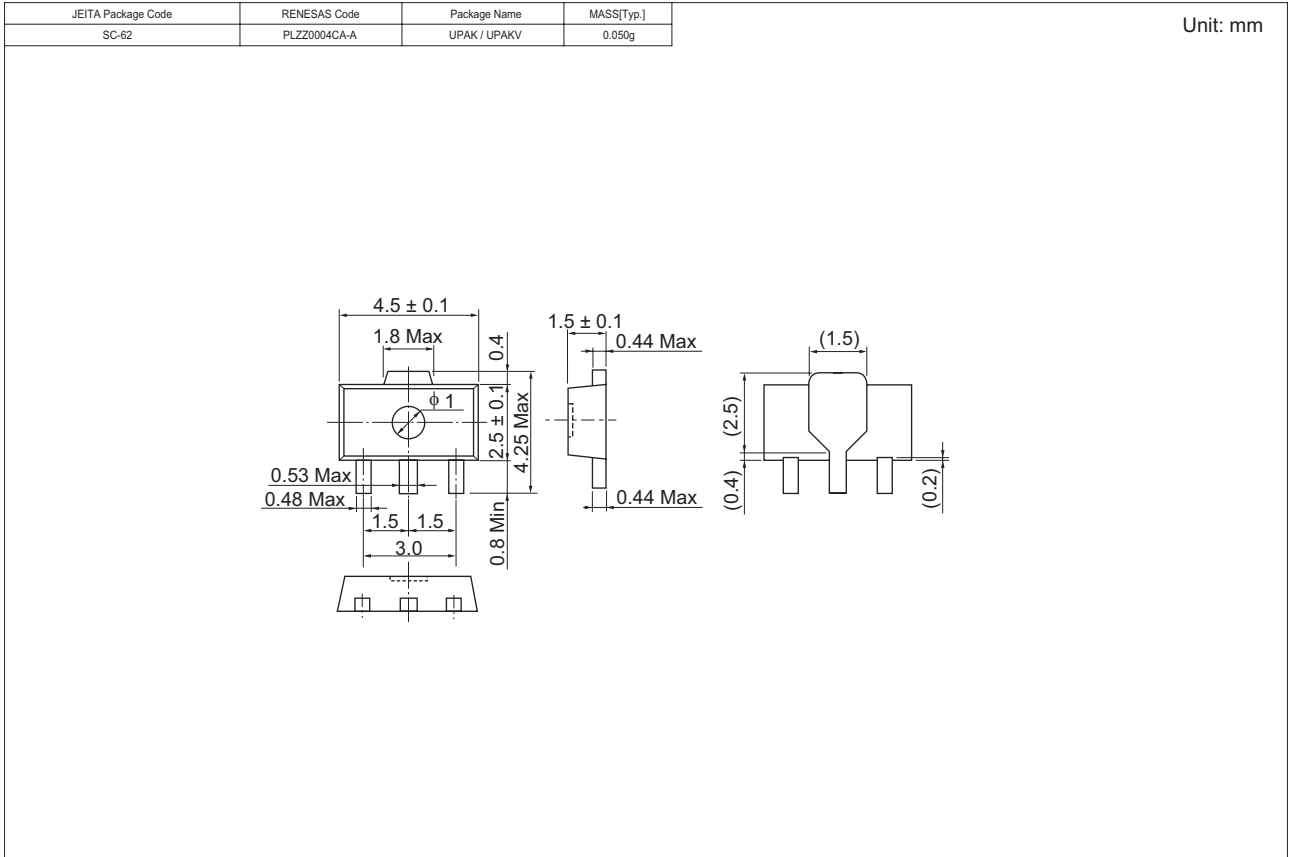 JEITA Package Code RENESAS Code Package Name MASS[Typ.]
SC-62 PLZZ0004CA-A UPAK / UPAKV 0.050g
Unit: mm
4.5 ± 0.1
1.8 Max
0.4
ϕ 1
2.5 ± 0.1
4.25 Max
0.53 Max
0.48 Max
1.5 1.5
3.0
0.8 Min
1.5 ± 0.1
0.44 Max
0.44 Max
(1.5)
(2.5)
(0.4)
(0.2)